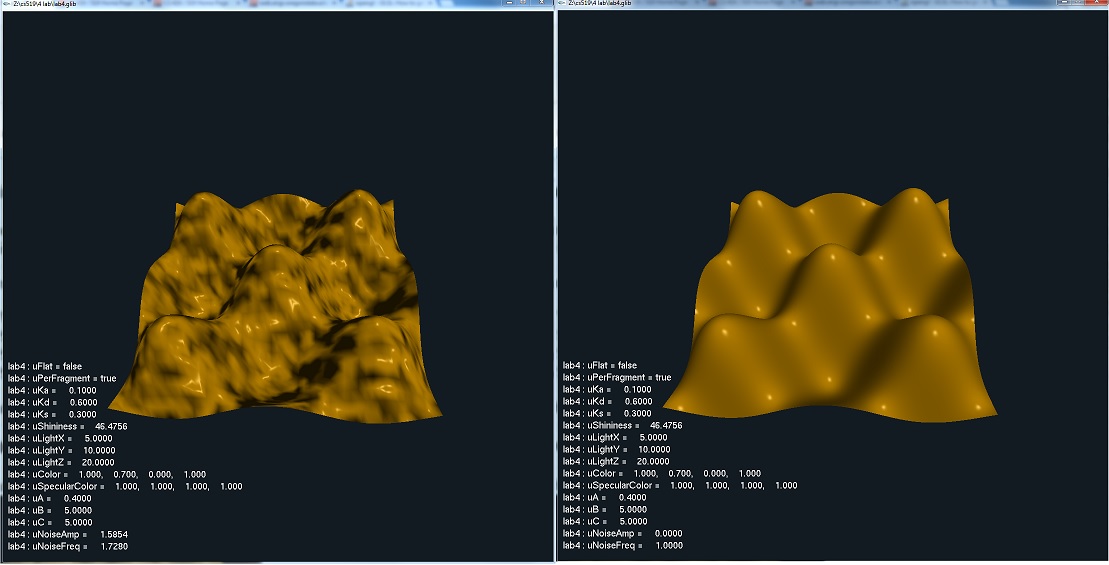 Z:\cs519\4 lab\lab4.glib
lab4 : uFlat = false
lab4 : uPerFragment = true
lab4 : uKa = 0.1000
lab4 : uKd = 0.6000
lab4 : uKs = 0.3000
lab4 : uShininess = 46.4756
lab4 : uLightX = 5.0000
lab4 : uLightY = 10.0000
lab4 : uLightZ = 20.0000
lab4 : uColor = 1.000, 0.700, 0.000, 1.000
lab4 : uSpecularColor = 1.000, 1.000, 1.000, 1.000
lab4 : uA = 0.4000
lab4 : uB = 5.0000
lab4 : uC = 5.0000
lab4 : uNoiseAmp = 1.5854
lab4 : uNoiseFreq = 1.7280
Z:\cs519\4 lab\lab4.glib
lab4 : uFlat = false
lab4 : uPerFragment = true
lab4 : uKa = 0.1000
lab4 : uKd = 0.6000
lab4 : uKs = 0.3000
lab4 : uShininess = 46.4756
lab4 : uLightX = 5.0000
lab4 : uLightY = 10.0000
lab4 : uLightZ = 20.0000
lab4 : uColor = 1.000, 0.700, 0.000, 1.000
lab4 : uSpecularColor = 1.000, 1.000, 1.000, 1.000
lab4 : uA = 0.4000
lab4 : uB = 5.0000
lab4 : uC = 5.0000
lab4 : uNoiseAmp = 0.0000
lab4 : uNoiseFreq = 1.0000